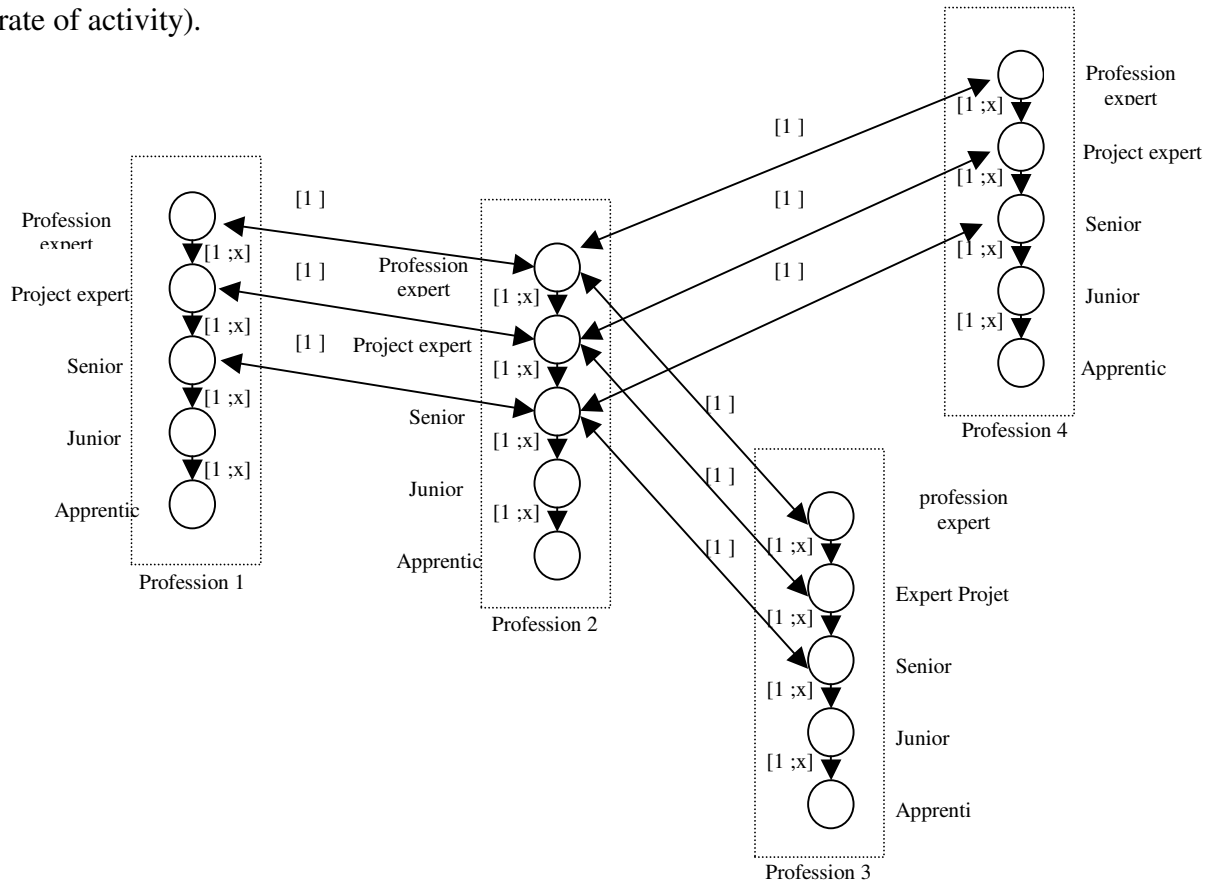 rate of activity).
Profession
expert
[1 ;x]
Project expert
[1 ;x]
Senior
[1 ;x]
Junior
[1 ;x]
Apprentic
Profession 1
[1 ]
[1 ]
[1 ]
Profession
expert
[1 ;x]
Project expert
[1 ;x]
Senior
[1 ;x]
Junior
[1 ;x]
Apprentic
Profession 2
[1 ]
[1 ]
[1 ]
Profession
expert
[1 ;x]
Project expert
[1 ;x]
Senior
[1 ;x]
Junior
[1 ;x]
Apprentic
Profession 4
[1 ]
[1 ]
[1 ]
profession
expert
[1 ;x]
Expert Projet
[1 ;x]
Senior
[1 ;x]
Junior
[1 ;x]
Apprenti
Profession 3